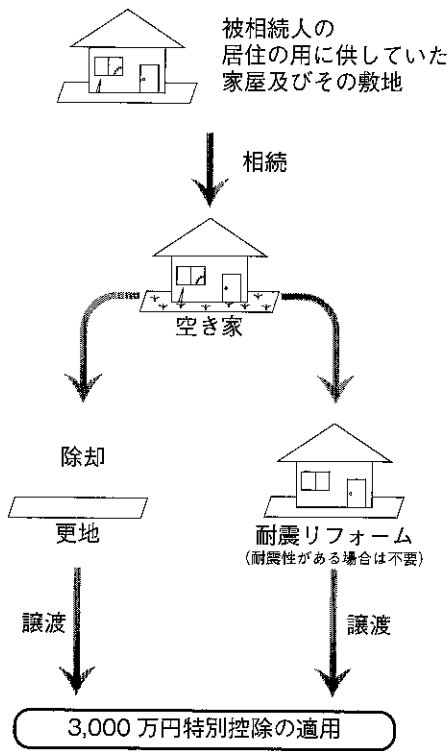 被相続人の
居住の用に供していた
家屋及びその敷地
相続
空き家
除却
更地
耐震リフォーム
(耐震性がある場合は不要)
譲渡
譲渡
3,000 万円特別控除の適用